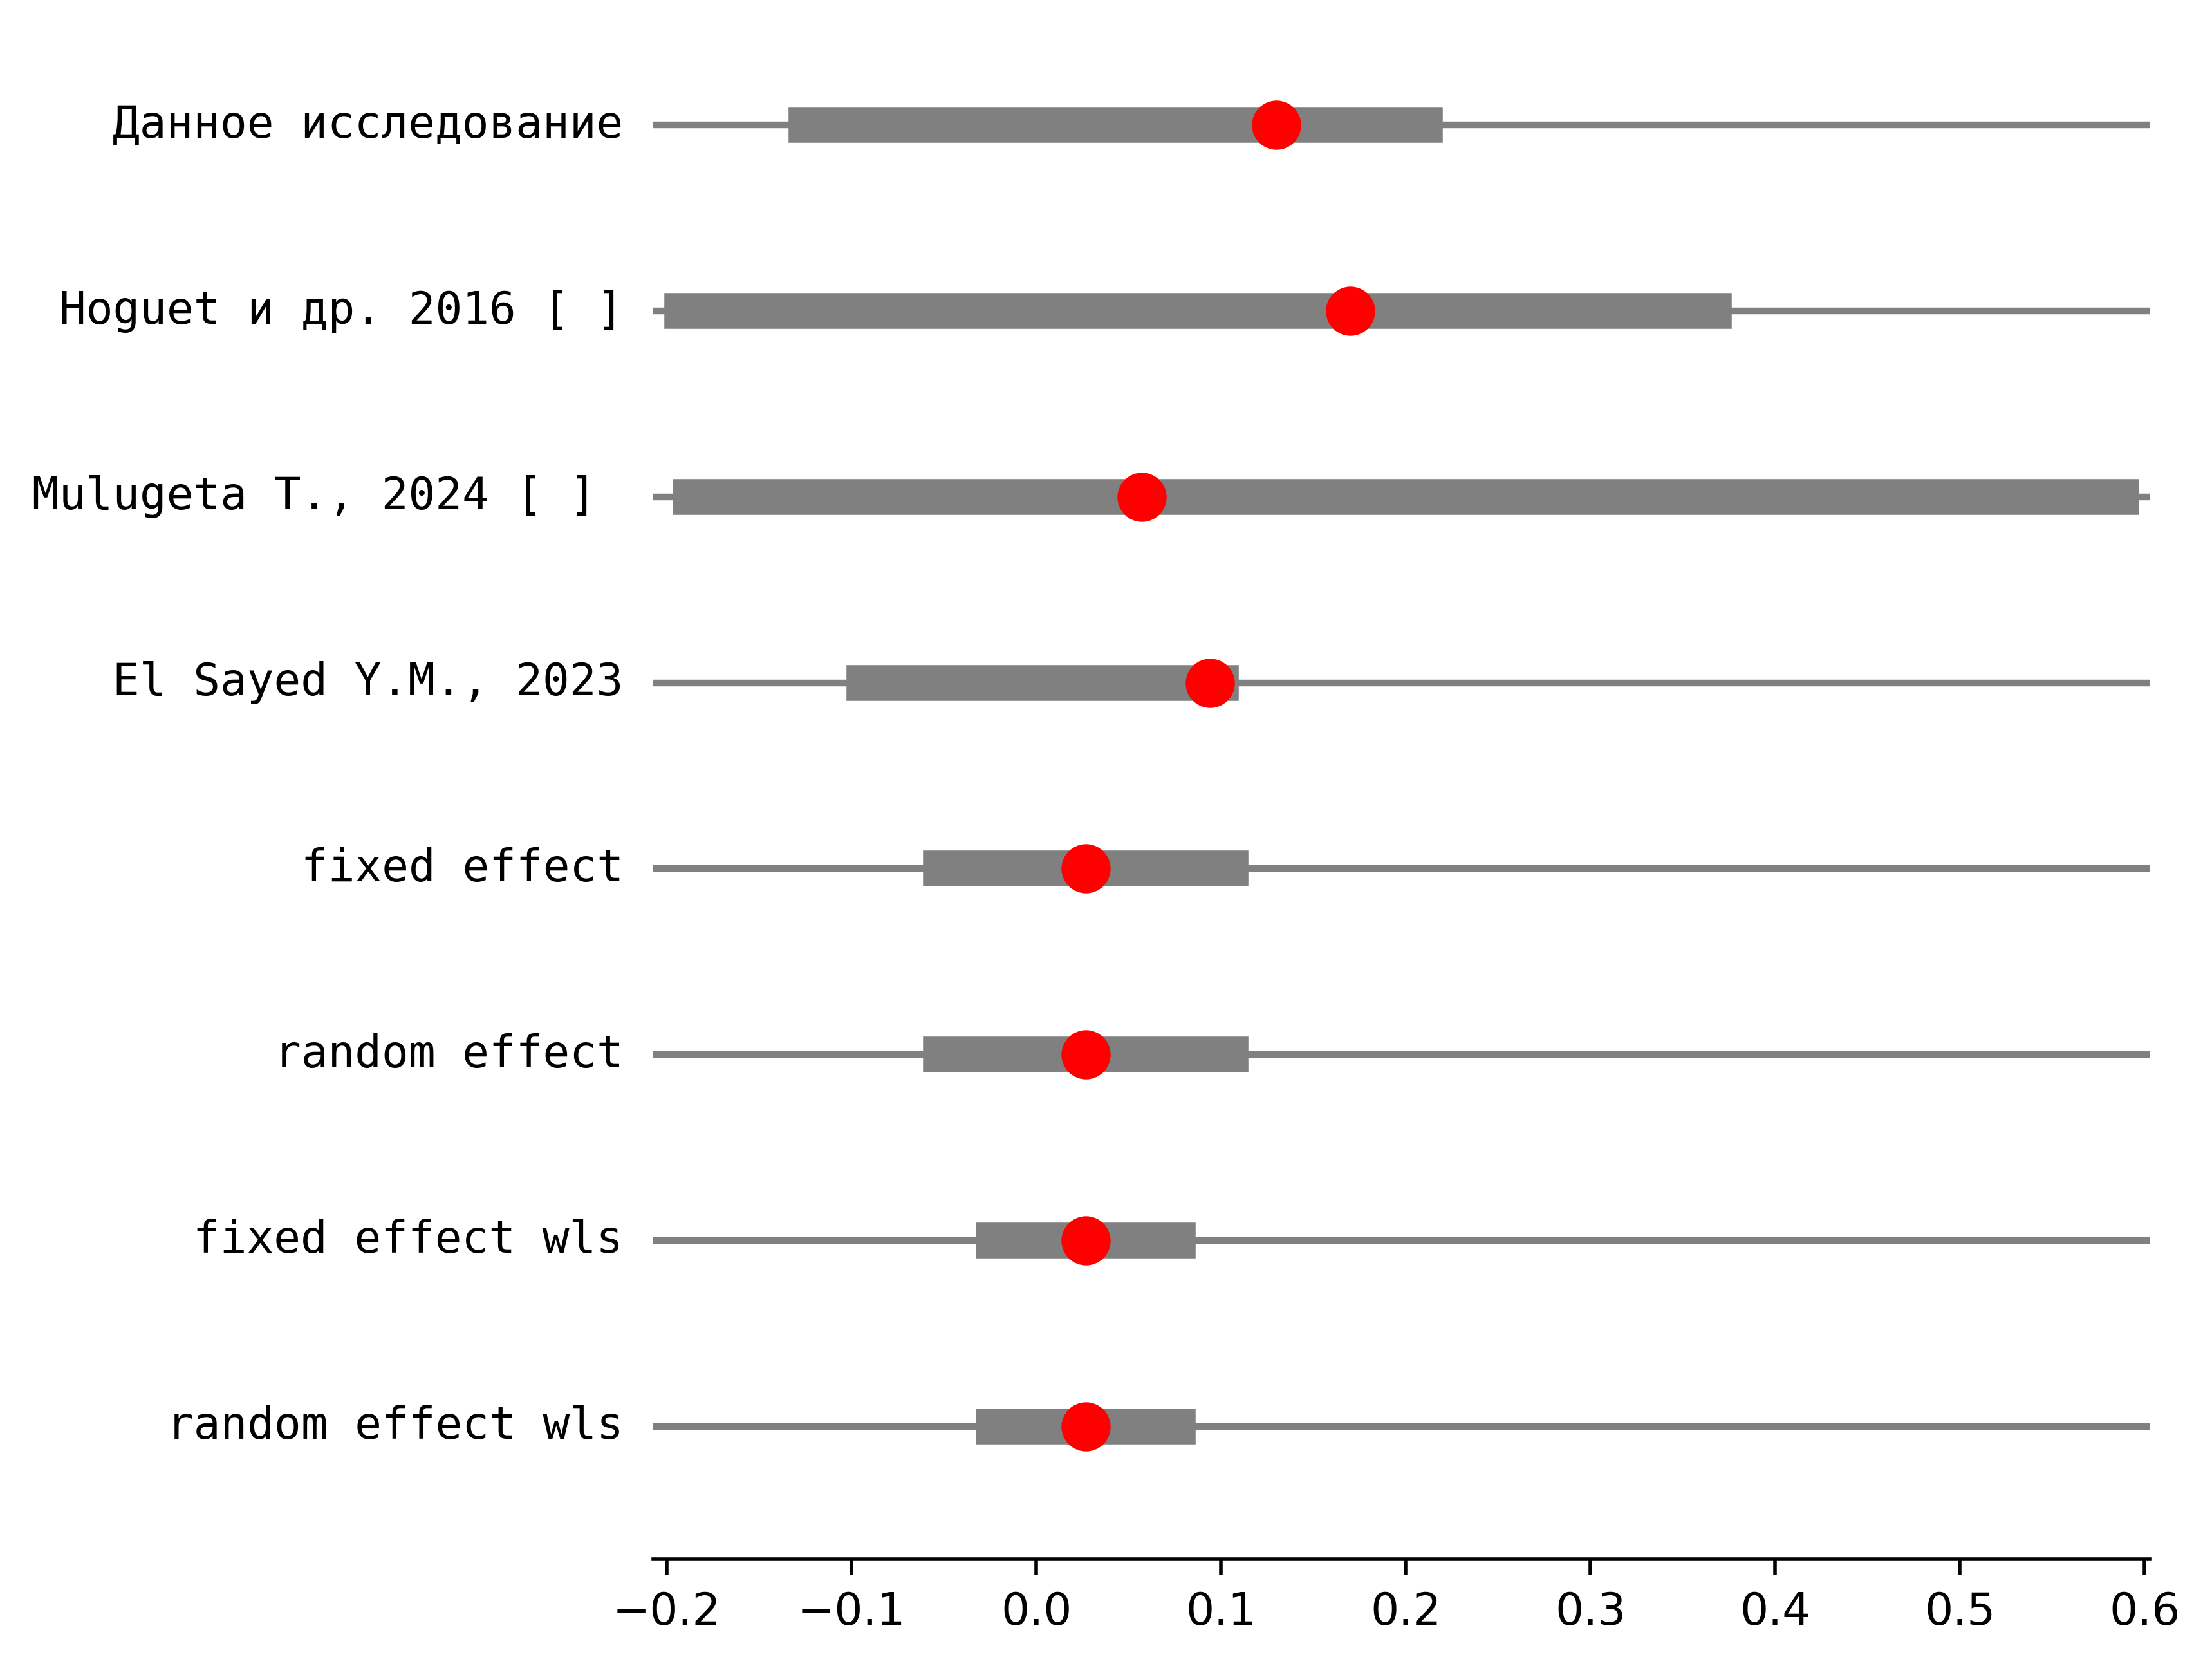 Данное исследование
Hoguet и др. 2016 [ ]
Mulugeta T., 2024 [ ]
El Sayed Y.M., 2023
fixed effect
random effect
fixed effect wls
random effect wls
−0.2 −0.1 0.0 0.1 0.2 0.3 0.4 0.5 0.6